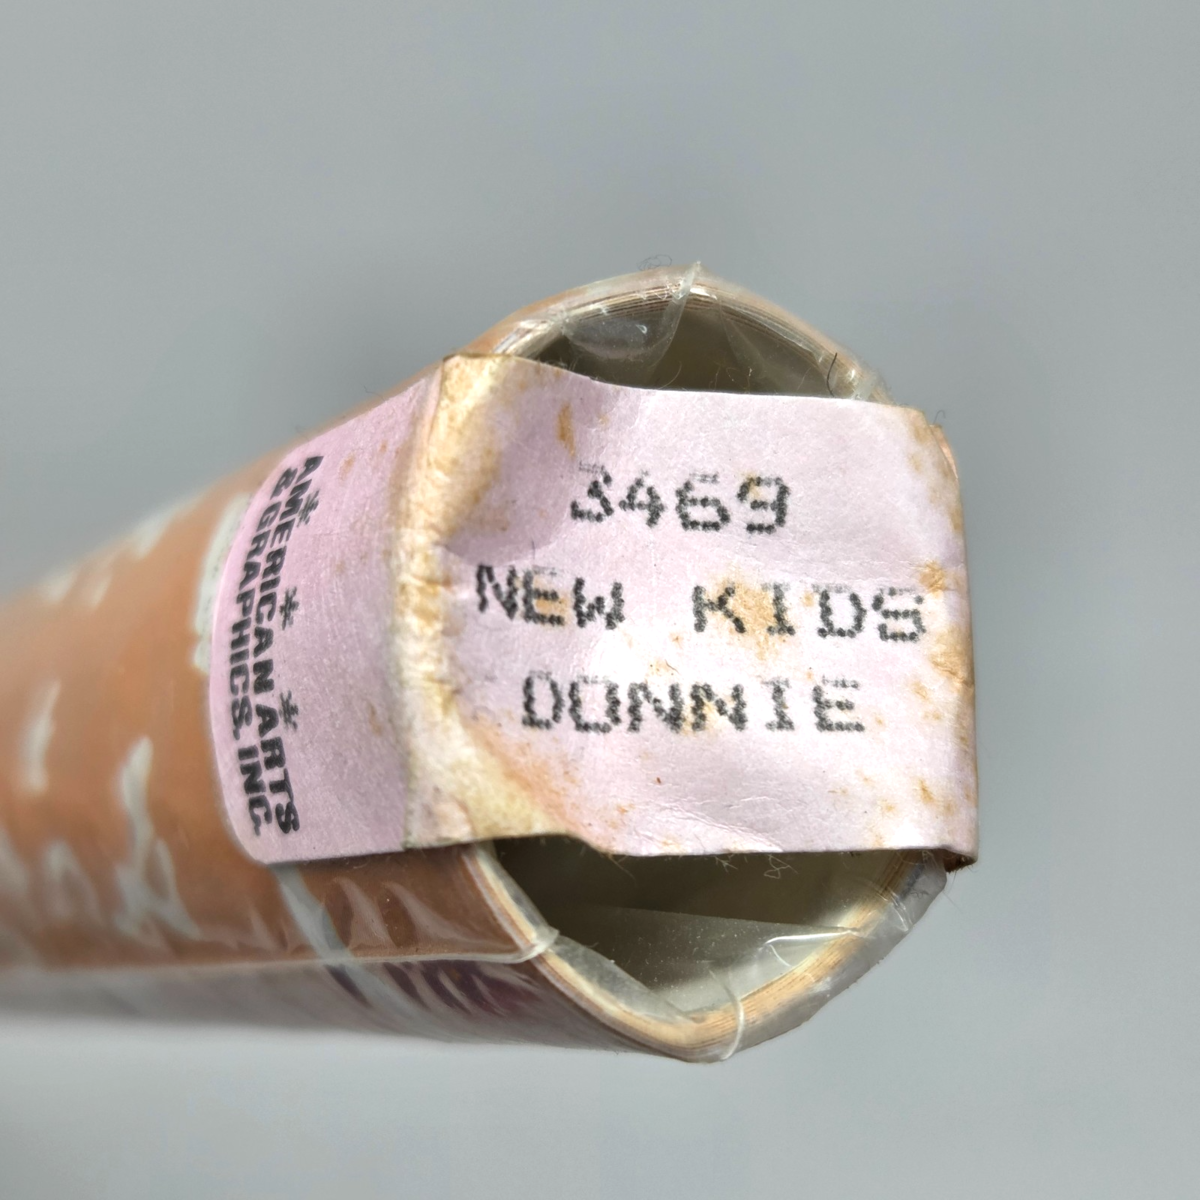 3469
NEW KIDS
DONNIE
* * *
AMERICAN ARTS
& GRAPHICS, INC.